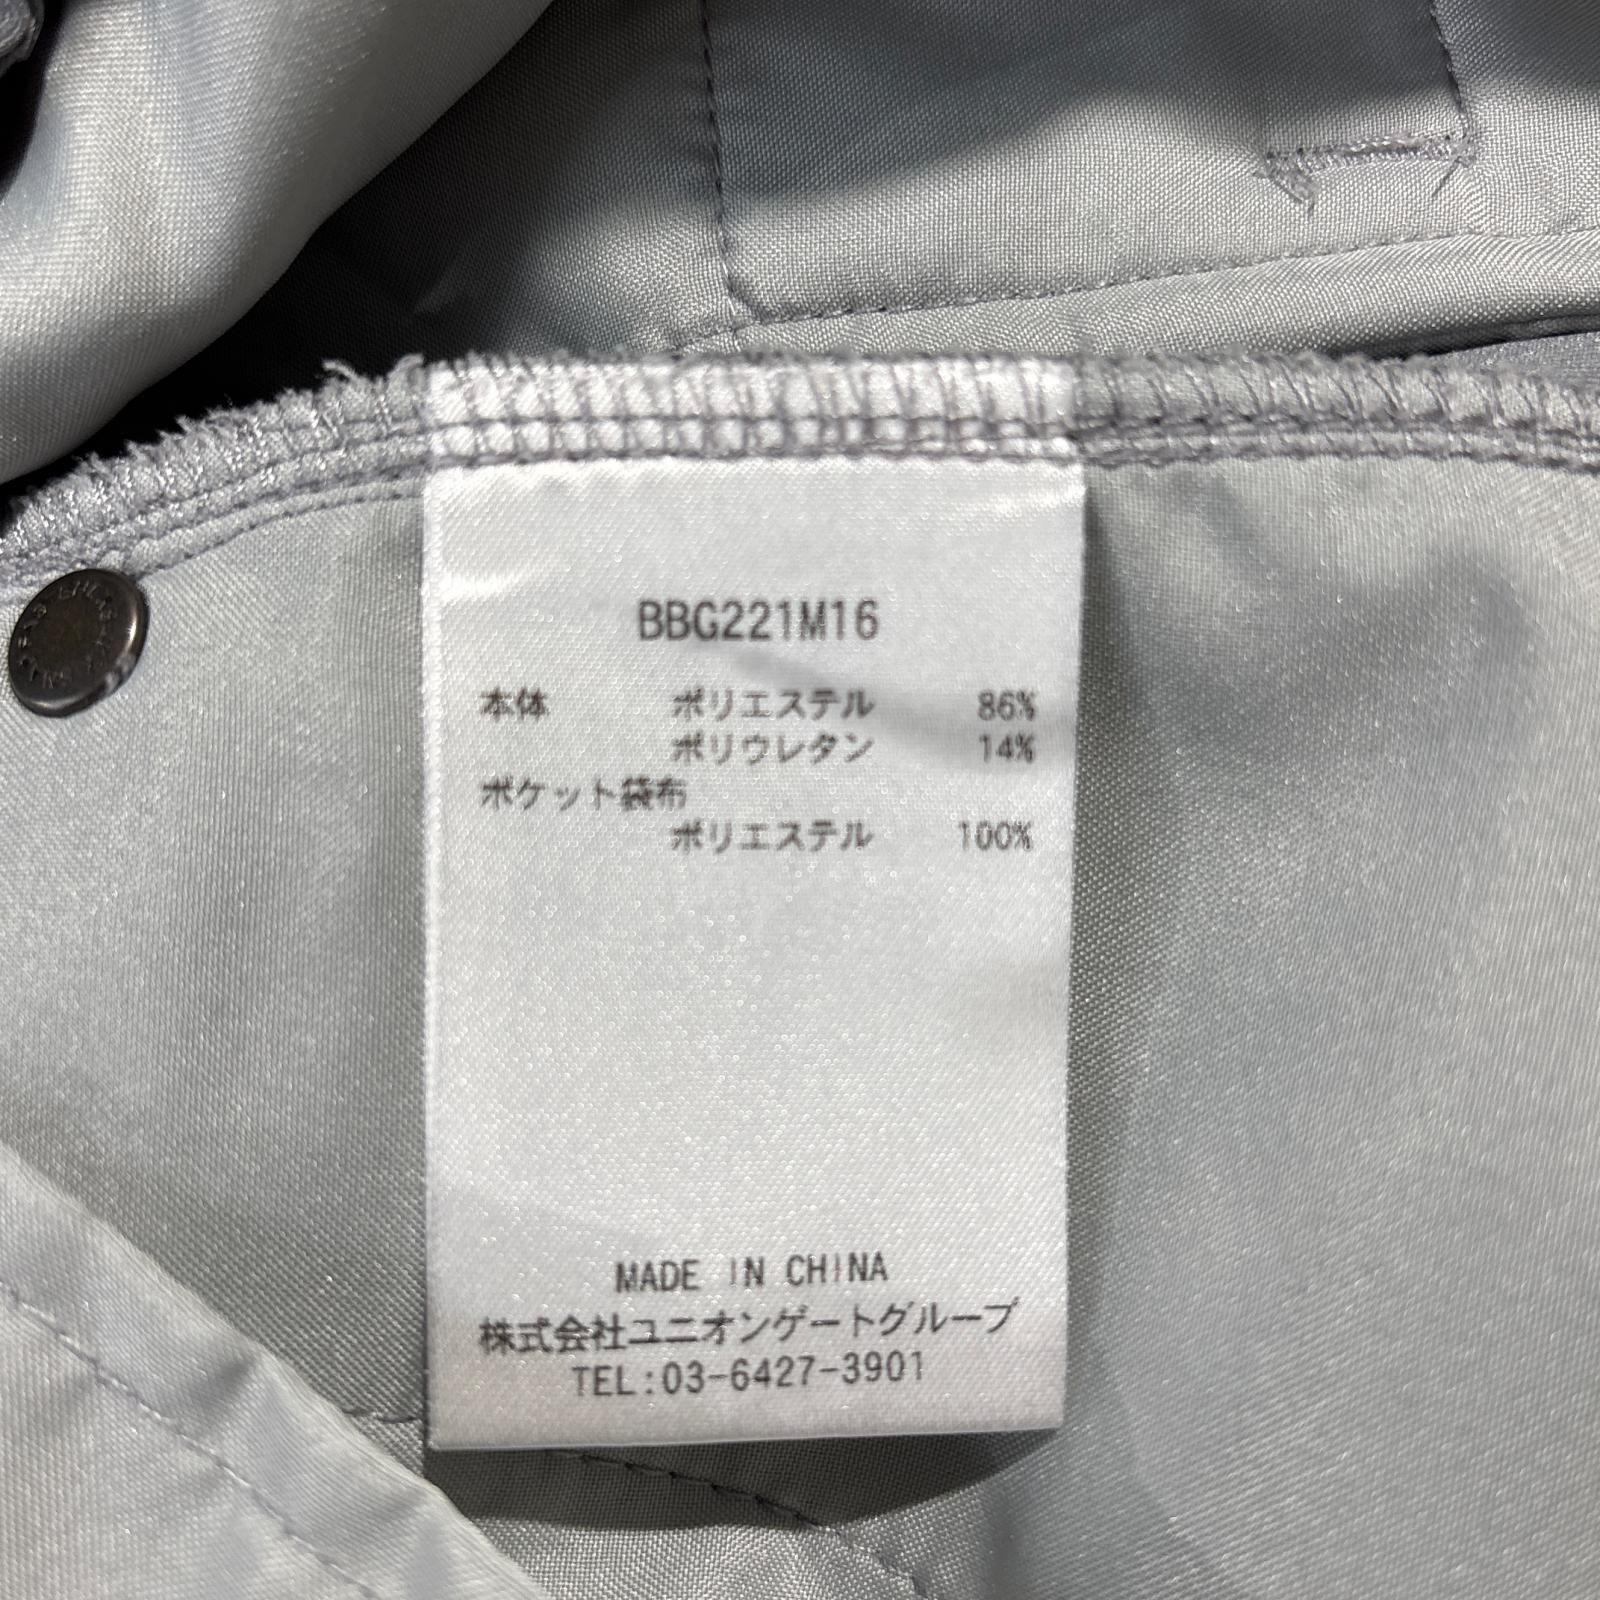 BBG221M16
本体 ポリエステル 86%
ポリウレタン 14%
ポケット袋布
ポリエステル 100%
MADE IN CHINA
株式会社ユニオンゲートグループ
TEL:03-6427-3901